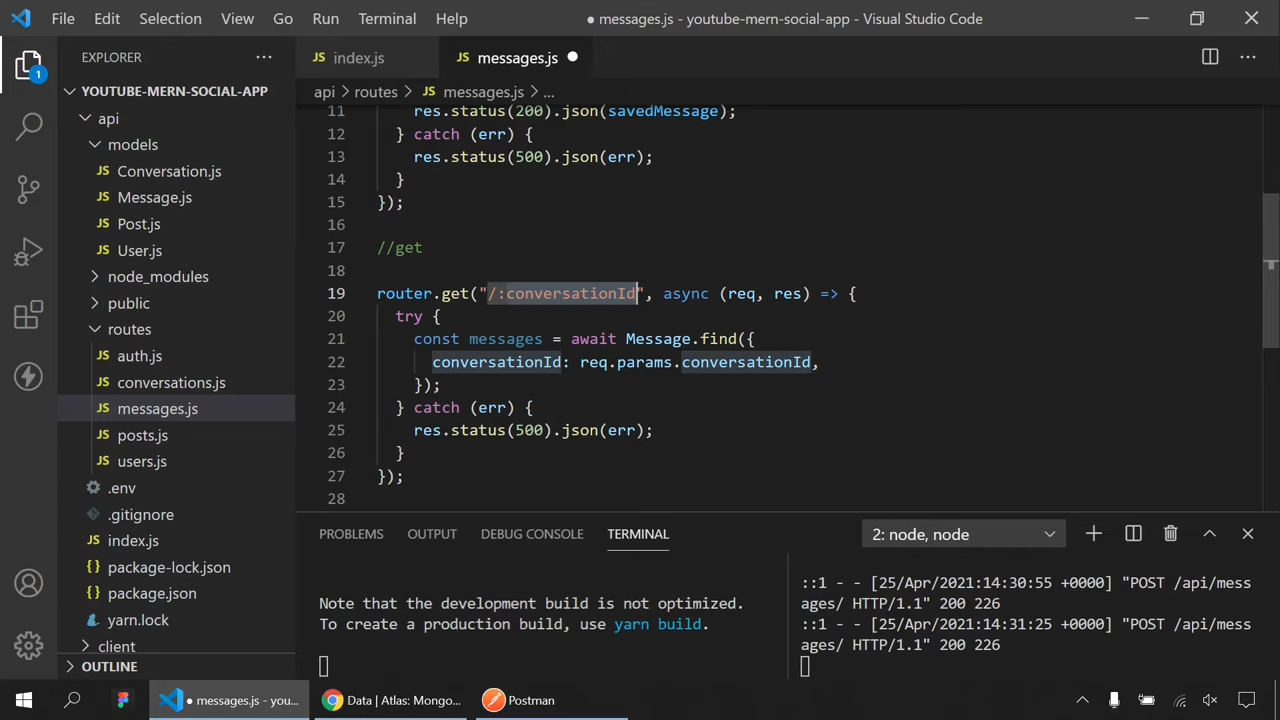 File Edit Selection View Go Run Terminal Help
● messages.js - youtube-mern-social-app - Visual Studio Code
EXPLORER
JS index.js
JS messages.js
YOUTUBE-MERN-SOCIAL-APP
api
models
JS Conversation.js
JS Message.js
JS Post.js
JS User.js
node_modules
public
routes
JS auth.js
JS conversations.js
JS messages.js
JS posts.js
JS users.js
.env
.gitignore
JS index.js
{} package-lock.json
{} package.json
yarn.lock
client
OUTLINE
1
api > routes > JS messages.js > ...
11 res.status(200).json(savedMessage);
12 } catch (err) {
13 res.status(500).json(err);
14 }
15 });
16
17 //get
18
19 router.get("/:conversationId", async (req, res) => {
20 try {
21 const messages = await Message.find({
22 conversationId: req.params.conversationId,
23 });
24 } catch (err) {
25 res.status(500).json(err);
26 }
27 });
28
PROBLEMS OUTPUT DEBUG CONSOLE TERMINAL
2: node, node
Note that the development build is not optimized.
To create a production build, use yarn build.
::1 - - [25/Apr/2021:14:30:55 +0000] "POST /api/mess
ages/ HTTP/1.1" 200 226
::1 - - [25/Apr/2021:14:31:25 +0000] "POST /api/mess
ages/ HTTP/1.1" 200 226
● messages.js - you...
Data | Atlas: Mongo...
Postman